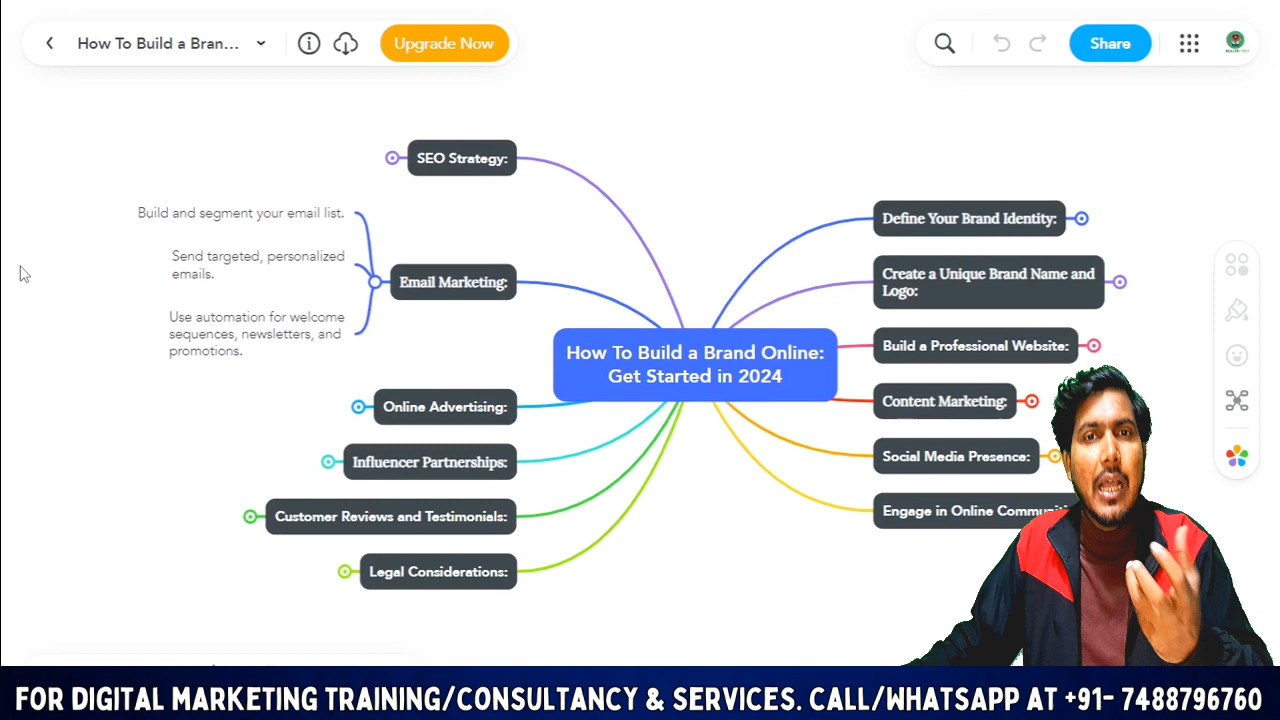 How To Build a Bran...
Upgrade Now
Share
SEO Strategy:
Build and segment your email list.
Send targeted, personalized
emails.
Email Marketing:
Use automation for welcome
sequences, newsletters, and
promotions.
Online Advertising:
Influencer Partnerships:
Customer Reviews and Testimonials:
Legal Considerations:
How To Build a Brand Online:
Get Started in 2024
Define Your Brand Identity:
Create a Unique Brand Name and
Logo:
Build a Professional Website:
Content Marketing:
Social Media Presence:
Engage in Online Communiti
FOR DIGITAL MARKETING TRAINING/CONSULTANCY & SERVICES. CALL/WHATSAPP AT +91- 7488796760